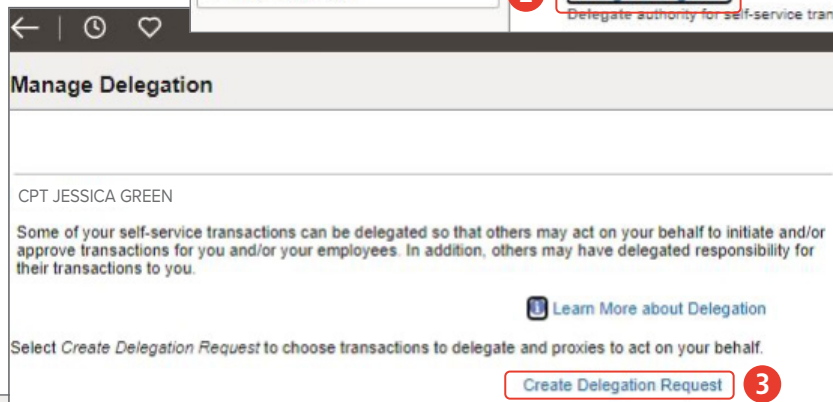 Delegate authority for self-service tran
Manage Delegation
CPT JESSICA GREEN
Some of your self-service transactions can be delegated so that others may act on your behalf to initiate and/or
approve transactions for you and/or your employees. In addition, others may have delegated responsibility for
their transactions to you.
Learn More about Delegation
Select Create Delegation Request to choose transactions to delegate and proxies to act on your behalf.
Create Delegation Request 3